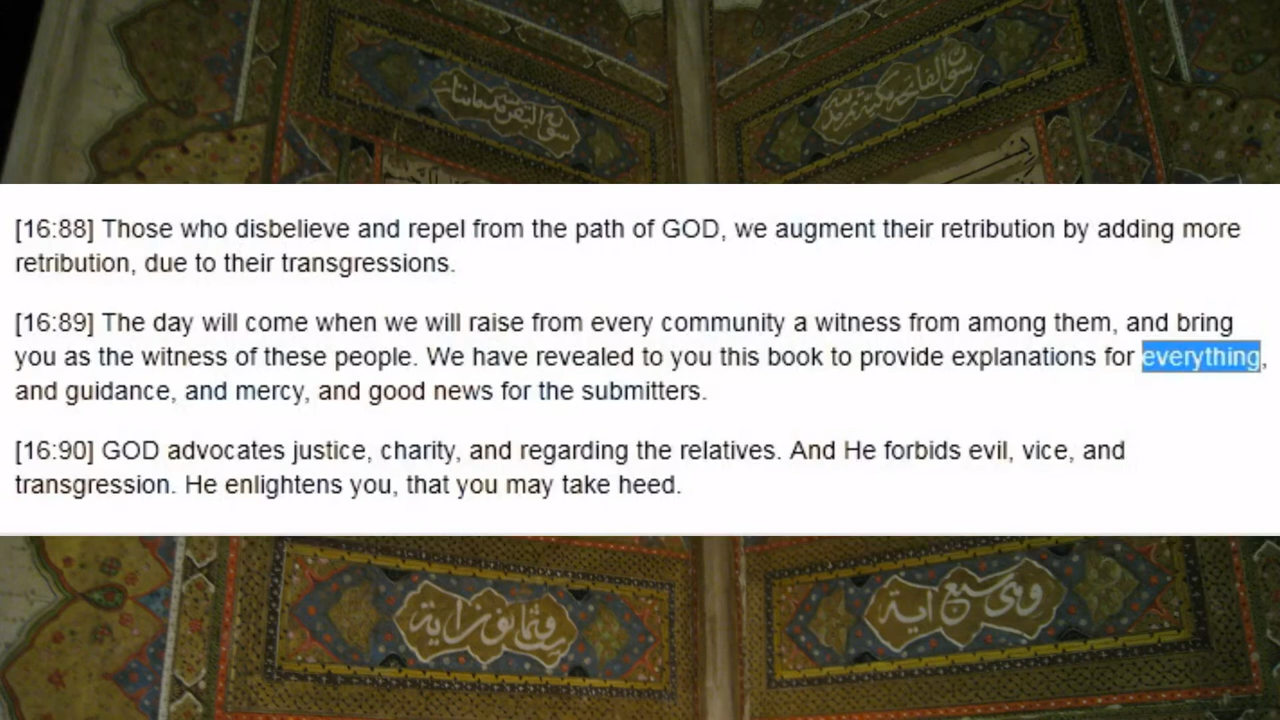 [16:88] Those who disbelieve and repel from the path of GOD, we augment their retribution by adding more
retribution, due to their transgressions.
[16:89] The day will come when we will raise from every community a witness from among them, and bring
you as the witness of these people. We have revealed to you this book to provide explanations for everything,
and guidance, and mercy, and good news for the submitters.
[16:90] GOD advocates justice, charity, and regarding the relatives. And He forbids evil, vice, and
transgression. He enlightens you, that you may take heed.
وهی سبع آية